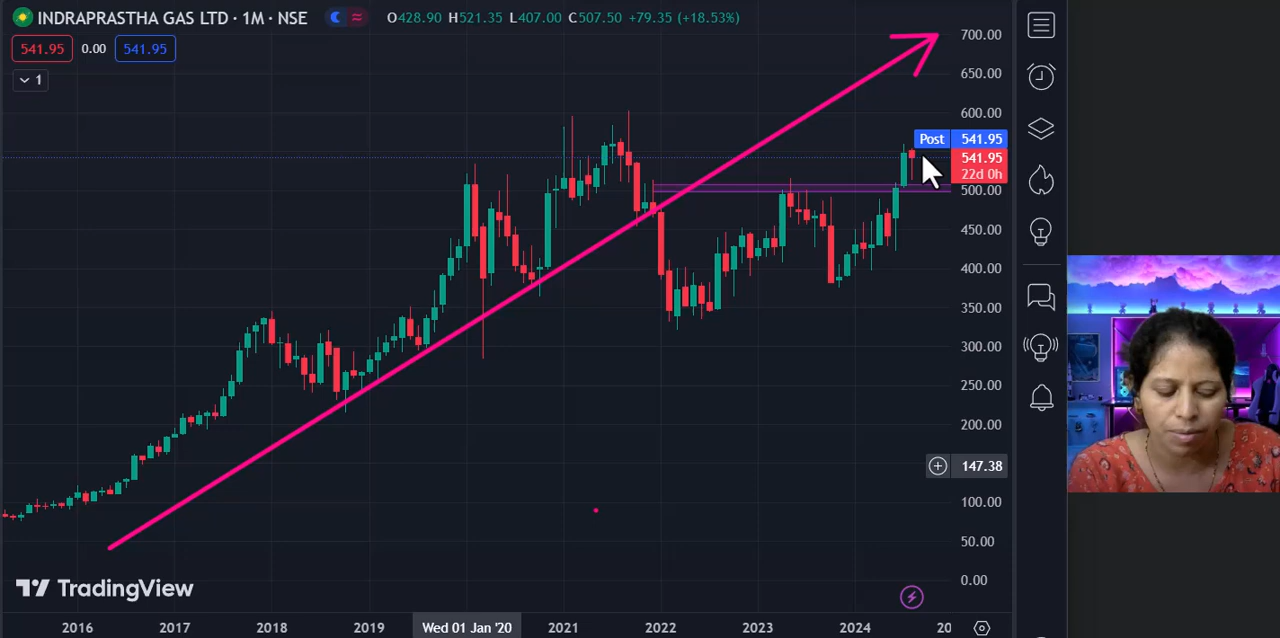 INDRAPRASTHA GAS LTD · 1M · NSE O428.90 H521.35 L407.00 C507.50 +79.35 (+18.53%)
541.95 0.00 541.95
1
700.00
650.00
600.00
Post 541.95
541.95
22d 0h
500.00
450.00
400.00
350.00
300.00
250.00
200.00
147.38
100.00
50.00
0.00
TradingView
2016 2017 2018 2019 Wed 01 Jan '20 2021 2022 2023 2024 20